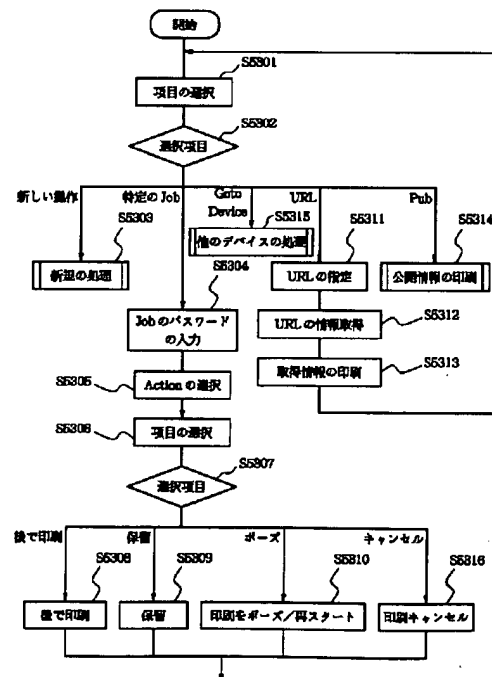 開始
S5301
項目の選択
S5302
選択項目
新しい操作
特定の Job
Goto
Device
URL
Pub
S5303
S5315
S5311
S5314
新規の処理
他のデバイスの処理
URLの指定
公開情報の印刷
S5304
Jobのパスワード
の入力
URLの情報取得
S5312
取得情報の印刷
S5313
S5305
Actionの選択
S5306
項目の選択
S5307
選択項目
後で印刷
保留
ポーズ
キャンセル
S5308
S5309
S5310
S5316
後で印刷
保留
印刷をポーズ/再スタート
印刷キャンセル